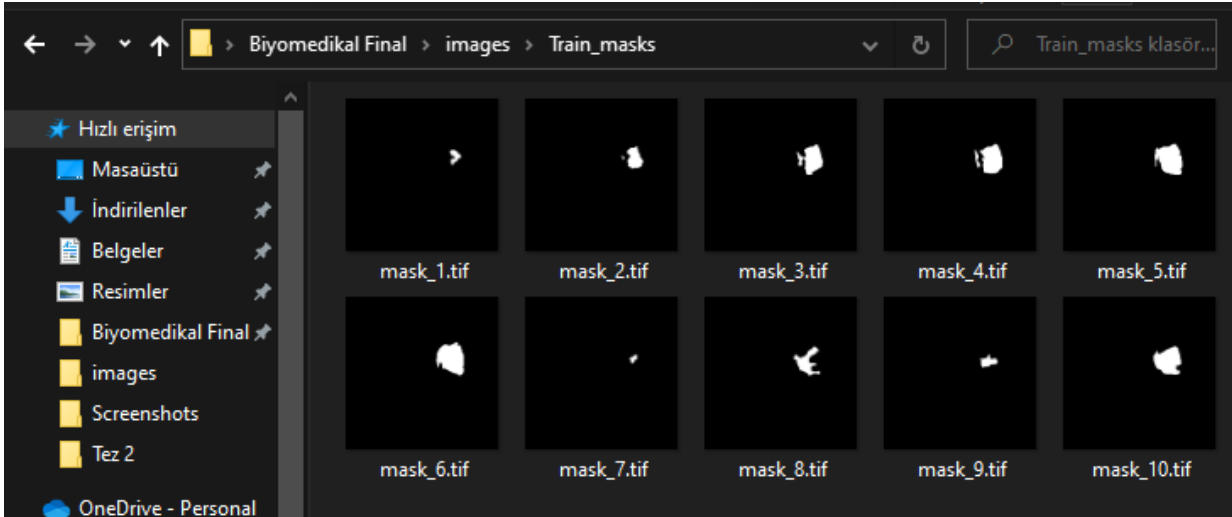 Biyomedikal Final > images > Train_masks
Train_masks klasör...
Hızlı erişim
Masaüstü
İndirilenler
Belgeler
Resimler
Biyomedikal Final
images
Screenshots
Tez 2
OneDrive - Personal
mask_1.tif mask_2.tif mask_3.tif mask_4.tif mask_5.tif
mask_6.tif mask_7.tif mask_8.tif mask_9.tif mask_10.tif